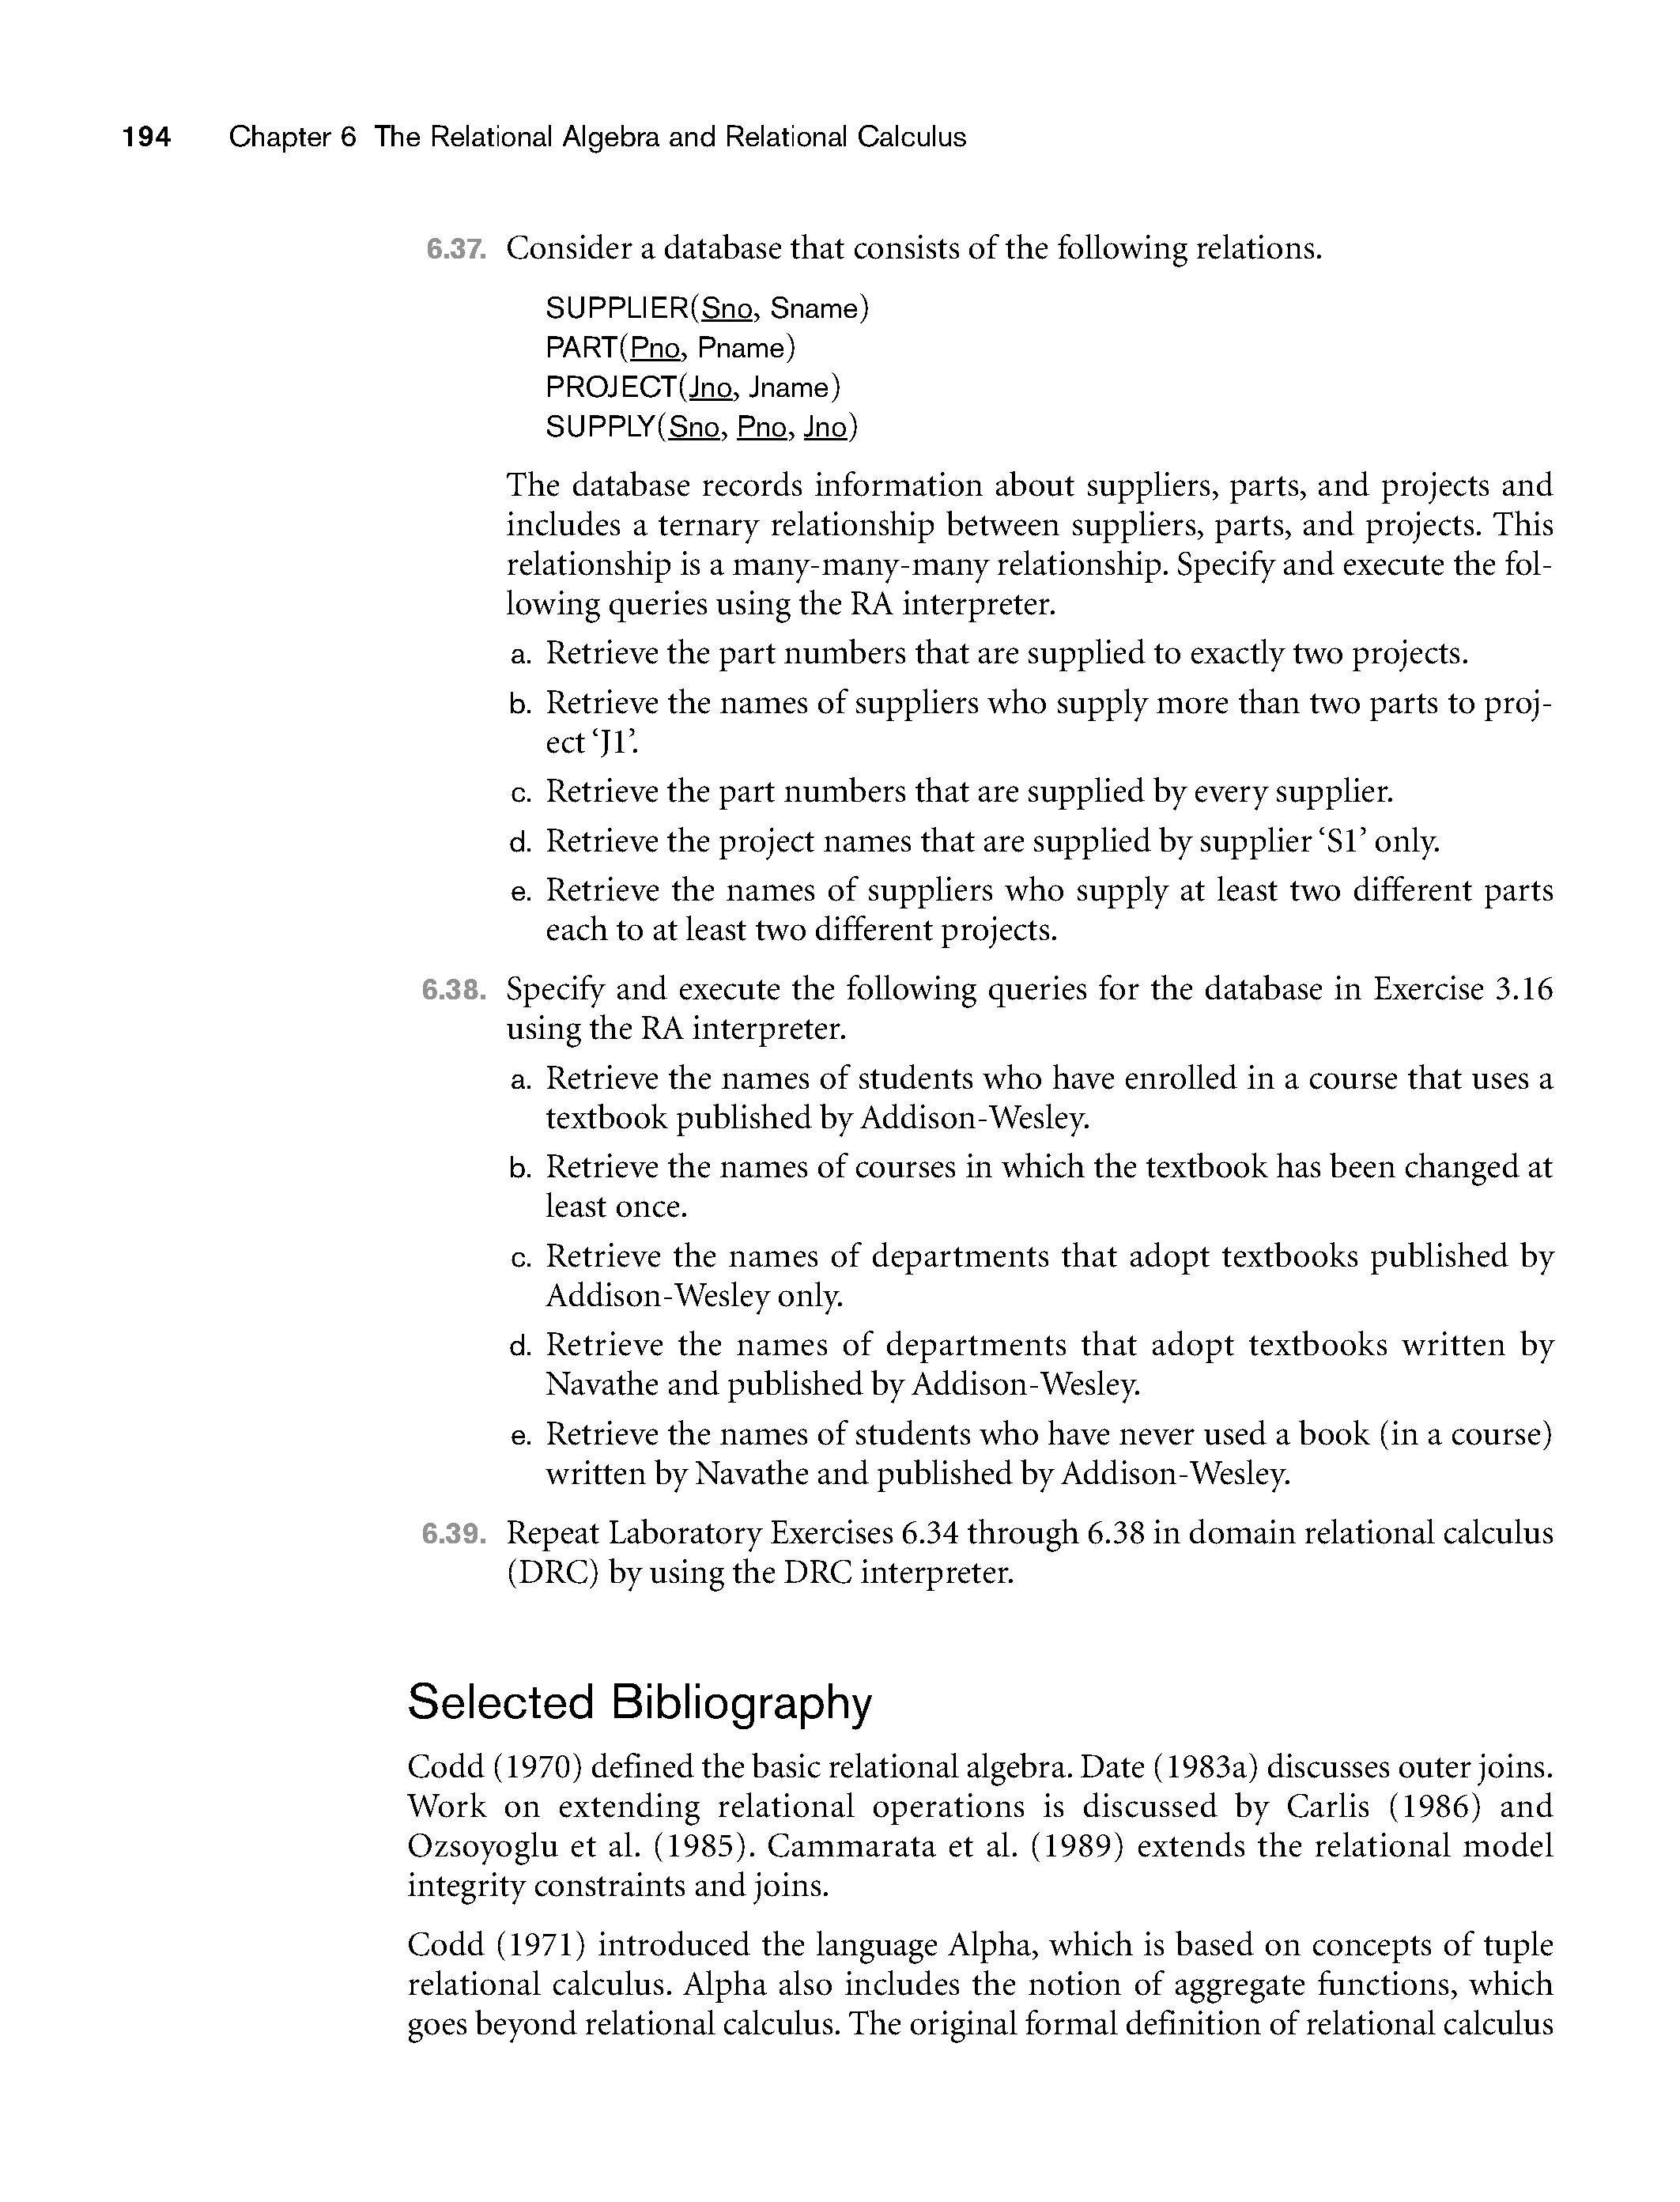 194 Chapter 6 The Relational Algebra and Relational Calculus
6.37. Consider a database that consists of the following relations.
SUPPLIER(Sno, Sname)
PART(Pno, Pname)
PROJECT(Jno, Jname)
SUPPLY(Sno, Pno, Jno)
The database records information about suppliers, parts, and projects and
includes a ternary relationship between suppliers, parts, and projects. This
relationship is a many-many-many relationship. Specify and execute the fol-
lowing queries using the RA interpreter.
a. Retrieve the part numbers that are supplied to exactly two projects.
b. Retrieve the names of suppliers who supply more than two parts to proj-
ect ‘J1’.
c. Retrieve the part numbers that are supplied by every supplier.
d. Retrieve the project names that are supplied by supplier ‘S1’ only.
e. Retrieve the names of suppliers who supply at least two different parts
each to at least two different projects.
6.38. Specify and execute the following queries for the database in Exercise 3.16
using the RA interpreter.
a. Retrieve the names of students who have enrolled in a course that uses a
textbook published by Addison-Wesley.
b. Retrieve the names of courses in which the textbook has been changed at
least once.
c. Retrieve the names of departments that adopt textbooks published by
Addison-Wesley only.
d. Retrieve the names of departments that adopt textbooks written by
Navathe and published by Addison-Wesley.
e. Retrieve the names of students who have never used a book (in a course)
written by Navathe and published by Addison-Wesley.
6.39. Repeat Laboratory Exercises 6.34 through 6.38 in domain relational calculus
(DRC) by using the DRC interpreter.
Selected Bibliography
Codd (1970) defined the basic relational algebra. Date (1983a) discusses outer joins.
Work on extending relational operations is discussed by Carlis (1986) and
Ozsoyoglu et al. (1985). Cammarata et al. (1989) extends the relational model
integrity constraints and joins.
Codd (1971) introduced the language Alpha, which is based on concepts of tuple
relational calculus. Alpha also includes the notion of aggregate functions, which
goes beyond relational calculus. The original formal definition of relational calculus